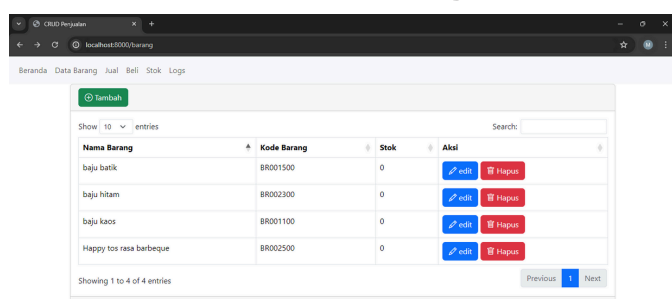 CRUD Penjualan
localhost:8000/barang
M
Beranda Data Barang Jual Beli Stok Logs
Tambah
Show 10 entries Search:
Nama Barang Kode Barang Stok Aksi
baju batik BR001500 0 edit Hapus
baju hitam BR002300 0 edit Hapus
baju kaos BR001100 0 edit Hapus
Happy tos rasa barbeque BR002500 0 edit Hapus
Showing 1 to 4 of 4 entries Previous 1 Next